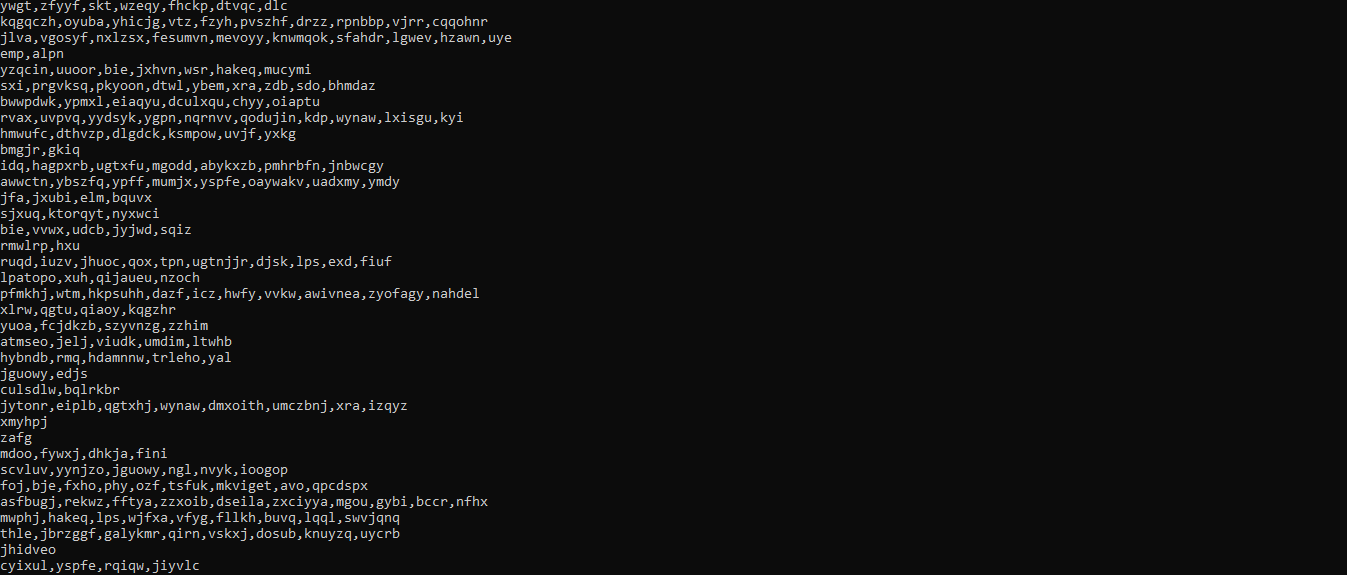 ywgt,zfyyf,skt,wzeqy,fhckp,dtvqc,dlc
kqgqczh,oyuba,yhicjg,vtz,fzyh,pvszhf,drzz,rpnbbp,vjrr,cqqohnr
jlva,vgosyf,nxlzsx,fesumvn,mevoyy,knwmqok,sfahdr,lgwev,hzawn,uye
emp,alpn
yzqcin,uuoor,bie,jxhvn,wsr,hakeq,mucymi
sxi,prgvksq,pkyoon,dtwl,ybem,xra,zdb,sdo,bhmdaz
bwwpdwk,ypmxl,eiaqyu,dculxqu,chyy,oiaptu
rvax,uvpvq,yydsyk,ygpn,nqrnvv,qodujin,kdp,wynaw,lxisgu,kyi
hmwufc,dthvzp,dlgdck,ksmpow,uvjf,yxkg
bmgjr,gkiq
idq,hagpxrb,ugtxfu,mgodd,abykxzb,pmhrbfn,jnbwcgy
awwctn,ybszfq,ypff,mumjx,yspfe,oaywakv,uadxmy,ymdy
jfa,jxubi,elm,bquvx
sjxuq,ktorqyt,nyxwci
bie,vvwx,udcb,jyjwd,sqiz
rmwlrp,hxu
ruqd,iuzv,jhuoc,qox,tpn,ugtnjjr,djsk,lps,exd,fiuf
lpatopo,xuh,qijaueu,nzoch
pfmkhj,wtm,hkpsuhh,dazf,icz,hwfy,vvkw,awivnea,zyofagy,nahdel
xlrw,qgtu,qiaoy,kqgzhr
yuoa,fcjdkzb,szyvnzg,zzhim
atmseo,jelj,viudk,umdim,ltwhb
hybndb,rmq,hdamnnw,trleho,yal
jguowy,edjs
culsdlw,bqlrkbr
jytonr,eiplb,qgtxhj,wynaw,dmxoith,umczbnj,xra,izqyz
xmyhpj
zafg
mdoo,fywxj,dhkja,fini
scvluv,yynjzo,jguowy,ngl,nvyk,ioogop
foj,bje,fxho,phy,ozf,tsfuk,mkviget,avo,qpcdspx
asfbugj,rekwz,fftya,zzxoib,dseila,zxciyya,mgou,gybi,bccr,nfhx
mwphj,hakeq,lps,wjfxa,vfyg,fllkh,buvq,lqql,swvjqnq
thle,jbrzggf,galykmr,qirn,vskxj,dosub,knuyzq,uycrb
jhidveo
cyixul,yspfe,rqiqw,jiyvlc